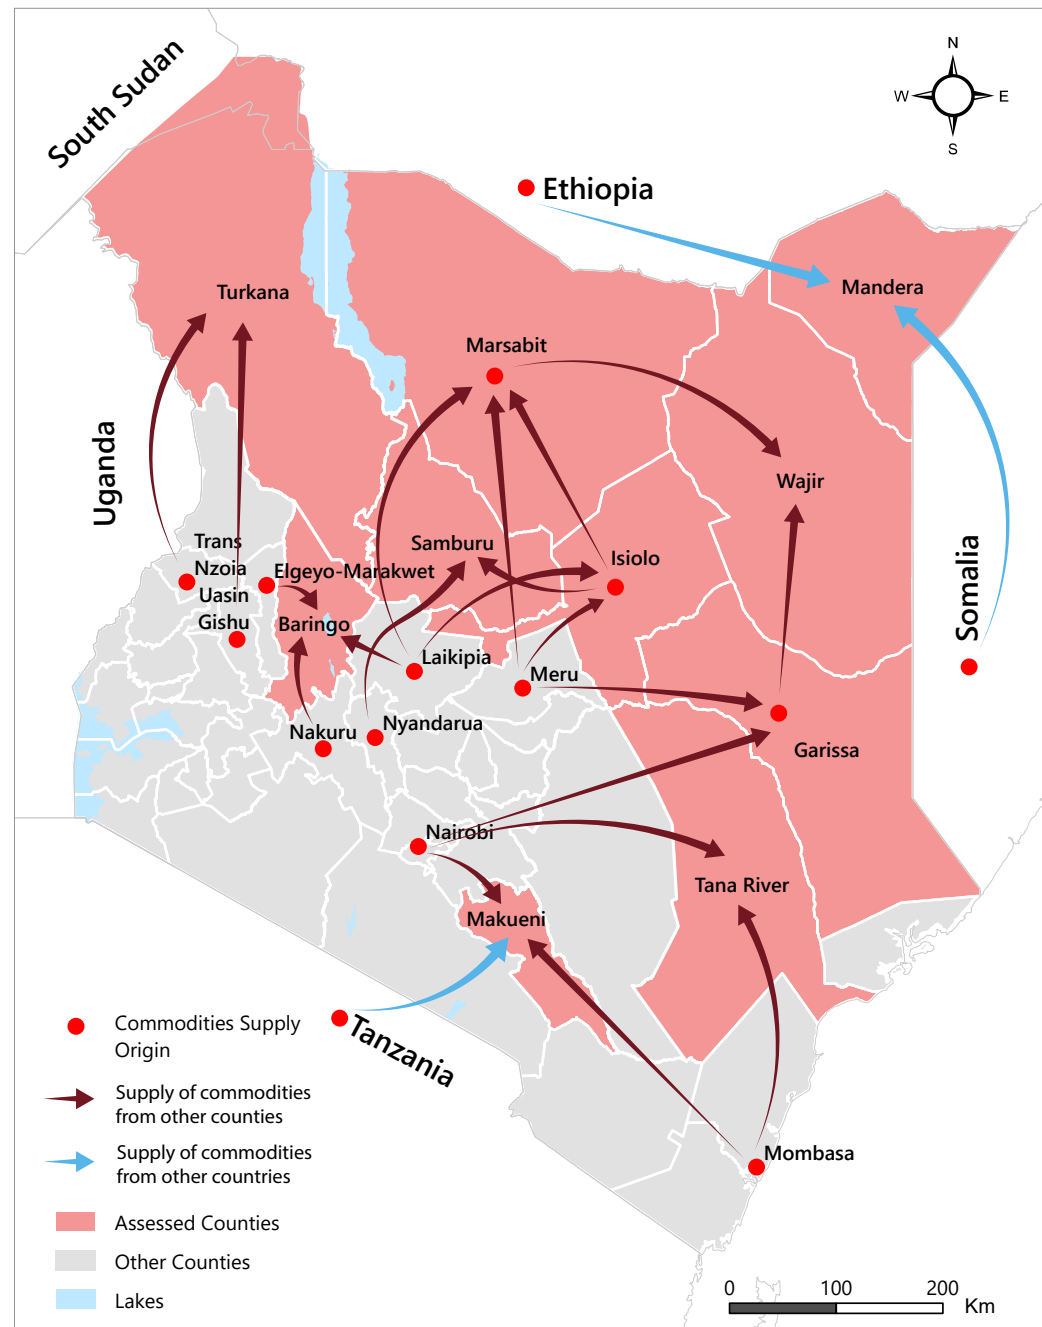 South Sudan
N
W
E
S
Ethiopia
Mandera
Turkana
Marsabit
Uganda
Wajir
Trans
Nzoia
Uasin
Gishu
Elgeyo-Marakwet
Samburu
Isiolo
Baringo
Somalia
Laikipia
Meru
Nakuru
Nyandarua
Garissa
Nairobi
Tana River
Makueni
Tanzania
Mombasa
Commodities Supply
Origin
Supply of commodities
from other counties
Supply of commodities
from other countries
Assessed Counties
Other Counties
Lakes
0 100 200
Km